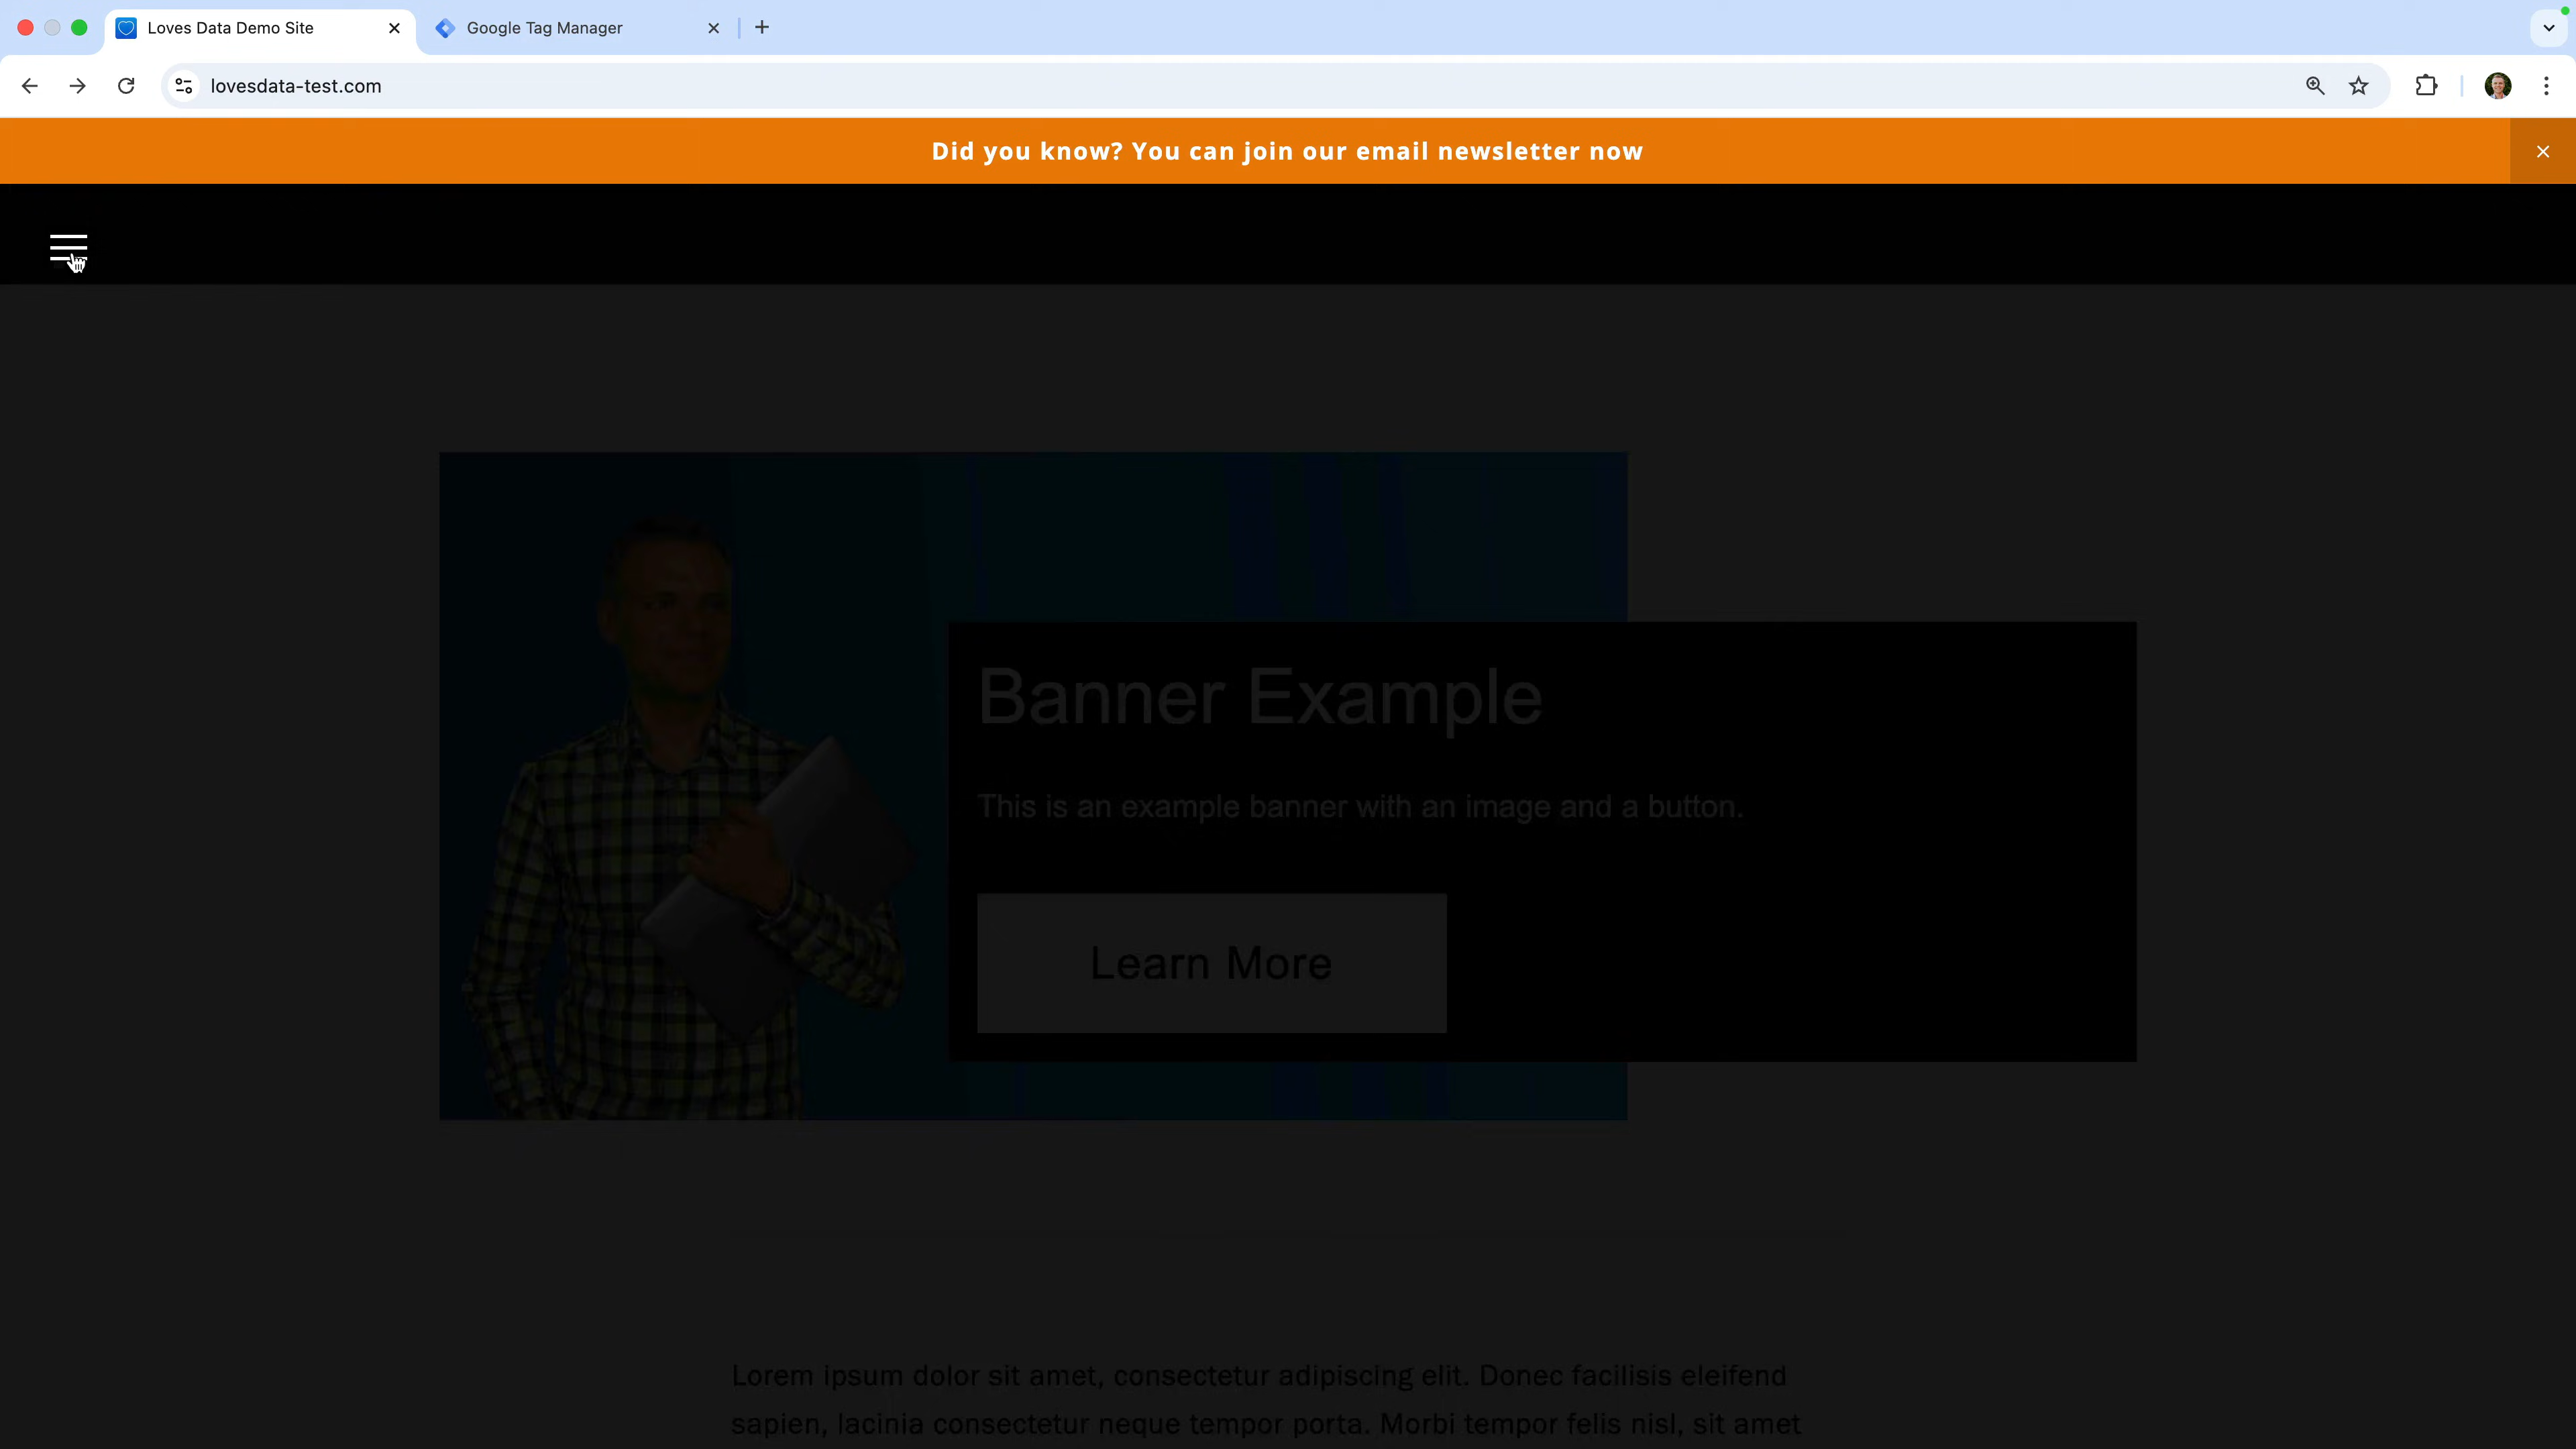 Loves Data Demo Site
Google Tag Manager
lovesdata-test.com
Did you know? You can join our email newsletter now
Banner Example
This is an example banner with an image and a button.
Learn More
Lorem ipsum dolor sit amet, consectetur adipiscing elit. Donec facilisis eleifend
sapien, lacinia consectetur neque tempor porta. Morbi tempor felis nisl, sit amet